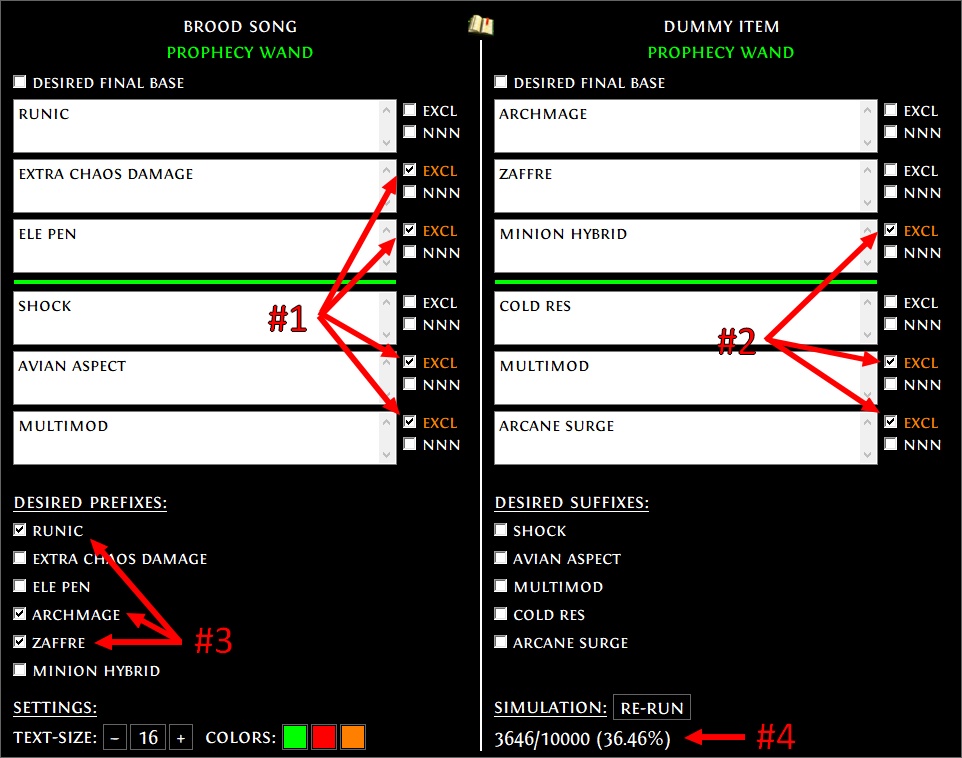 BROOD SONG
PROPHECY WAND
DESIRED FINAL BASE
RUNIC
EXCL
NNN
EXTRA CHAOS DAMAGE
EXCL
NNN
ELE PEN
EXCL
NNN
#1
SHOCK
EXCL
NNN
AVIAN ASPECT
EXCL
NNN
MULTIMOD
EXCL
NNN
DESIRED PREFIXES:
RUNIC
EXTRA CHAOS DAMAGE
ELE PEN
ARCHMAGE
ZAFFRE
#3
MINION HYBRID
SETTINGS:
TEXT-SIZE: - 16 + COLORS:
DUMMY ITEM
PROPHECY WAND
DESIRED FINAL BASE
ARCHMAGE
EXCL
NNN
ZAFFRE
EXCL
NNN
MINION HYBRID
EXCL
NNN
#2
COLD RES
EXCL
NNN
MULTIMOD
EXCL
NNN
ARCANE SURGE
EXCL
NNN
DESIRED SUFFIXES:
SHOCK
AVIAN ASPECT
MULTIMOD
COLD RES
ARCANE SURGE
SIMULATION: RE-RUN
3646/10000 (36.46%) #4